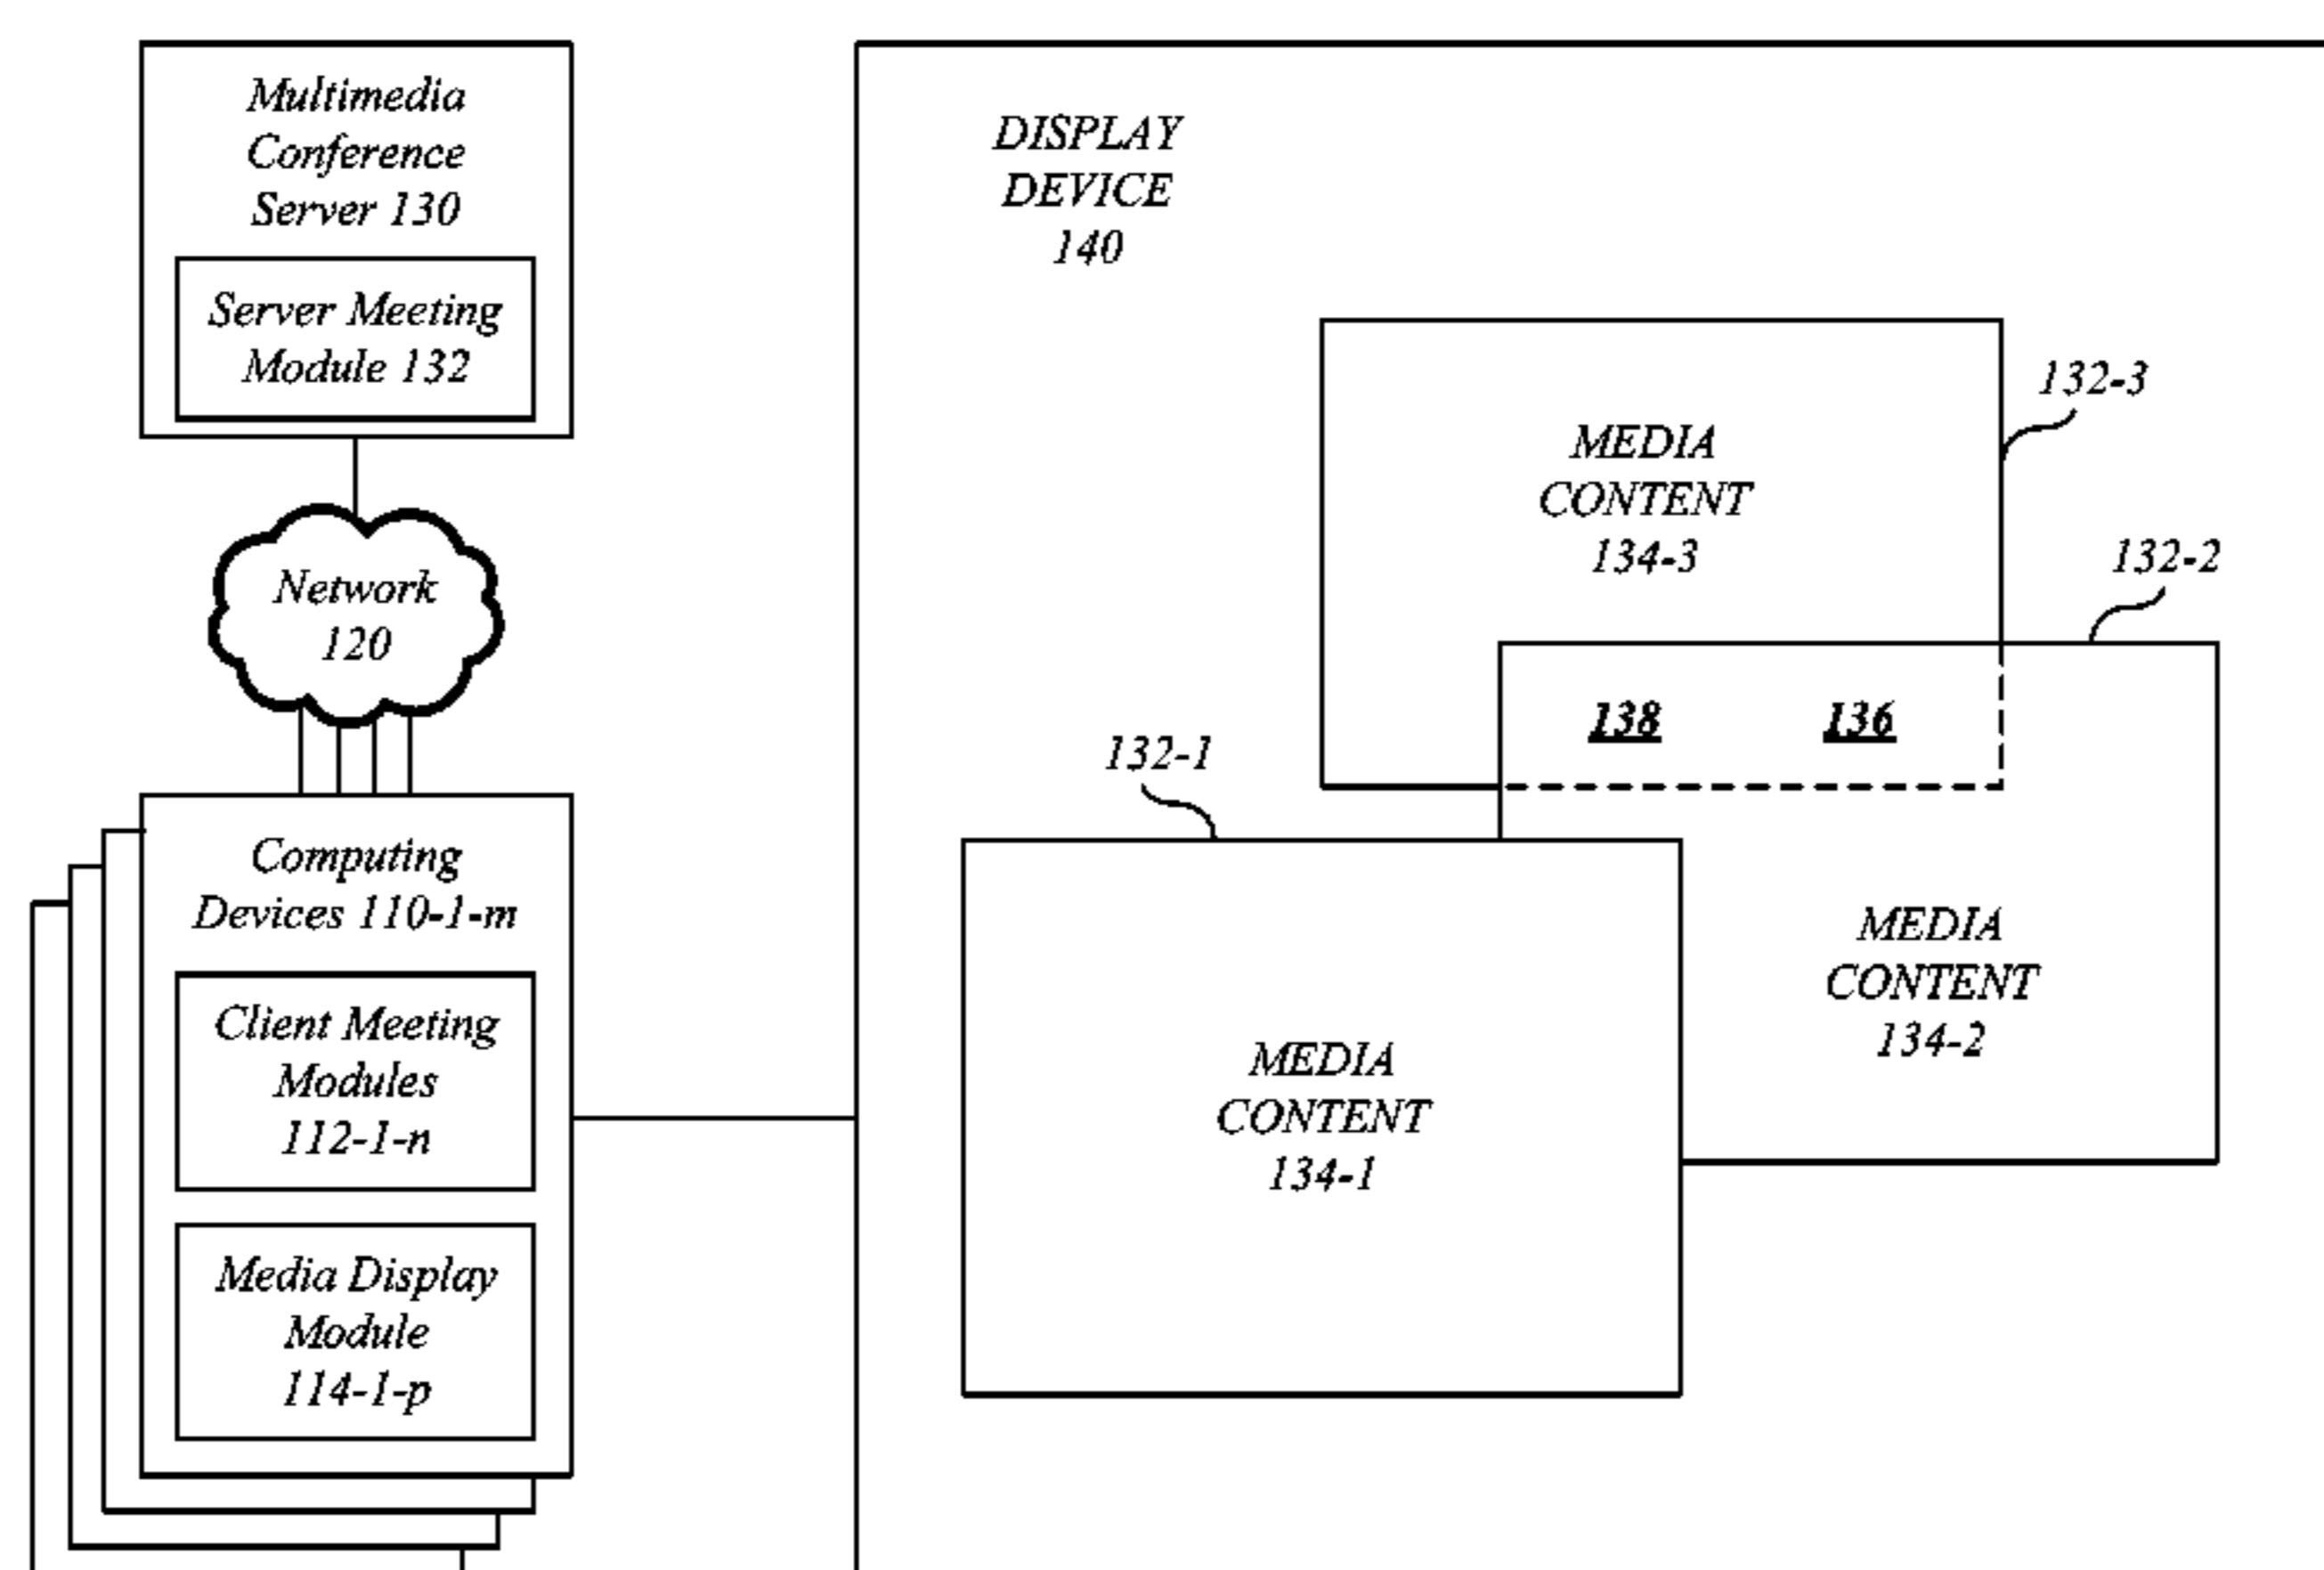 Multimedia
Conference
Server 130
Server Meeting
Module 132
Network
120
Computing
Devices 110-1-m
Client Meeting
Modules
112-1-n
Media Display
Module
114-1-p
DISPLAY
DEVICE
140
132-3
MEDIA
CONTENT
134-3
132-2
138 136
132-1
MEDIA
CONTENT
134-2
MEDIA
CONTENT
134-1